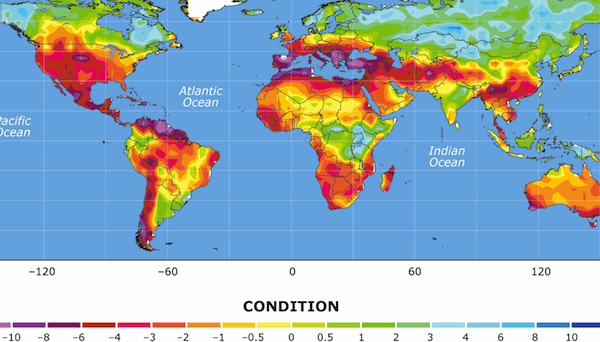 Atlantic
Ocean
Pacific
Ocean
Indian
Ocean
−120 −60 0 60 120
CONDITION
−10 −8 −6 −4 −3 −2 −1 −0.5 0 0.5 1 2 3 4 6 8 10